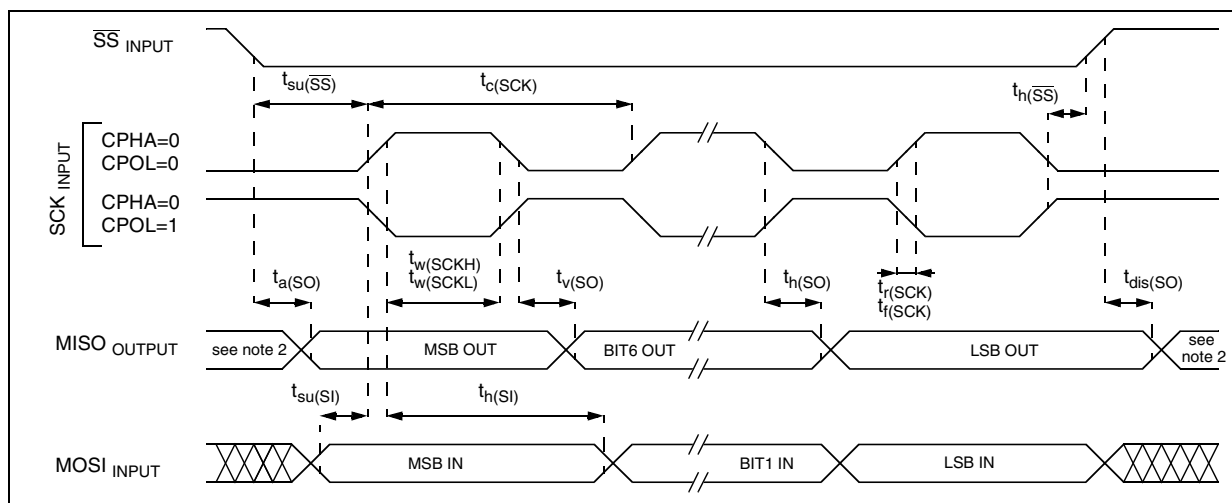 SS INPUT
tsu(SS)
tc(SCK)
th(SS)
SCK INPUT
CPHA=0
CPOL=0
CPHA=0
CPOL=1
ta(SO)
tw(SCKH)
tw(SCKL)
tv(SO)
th(SO)
tr(SCK)
tf(SCK)
tdis(SO)
MISO OUTPUT
see note 2
MSB OUT
BIT6 OUT
LSB OUT
see
note 2
tsu(SI)
th(SI)
MOSI INPUT
MSB IN
BIT1 IN
LSB IN